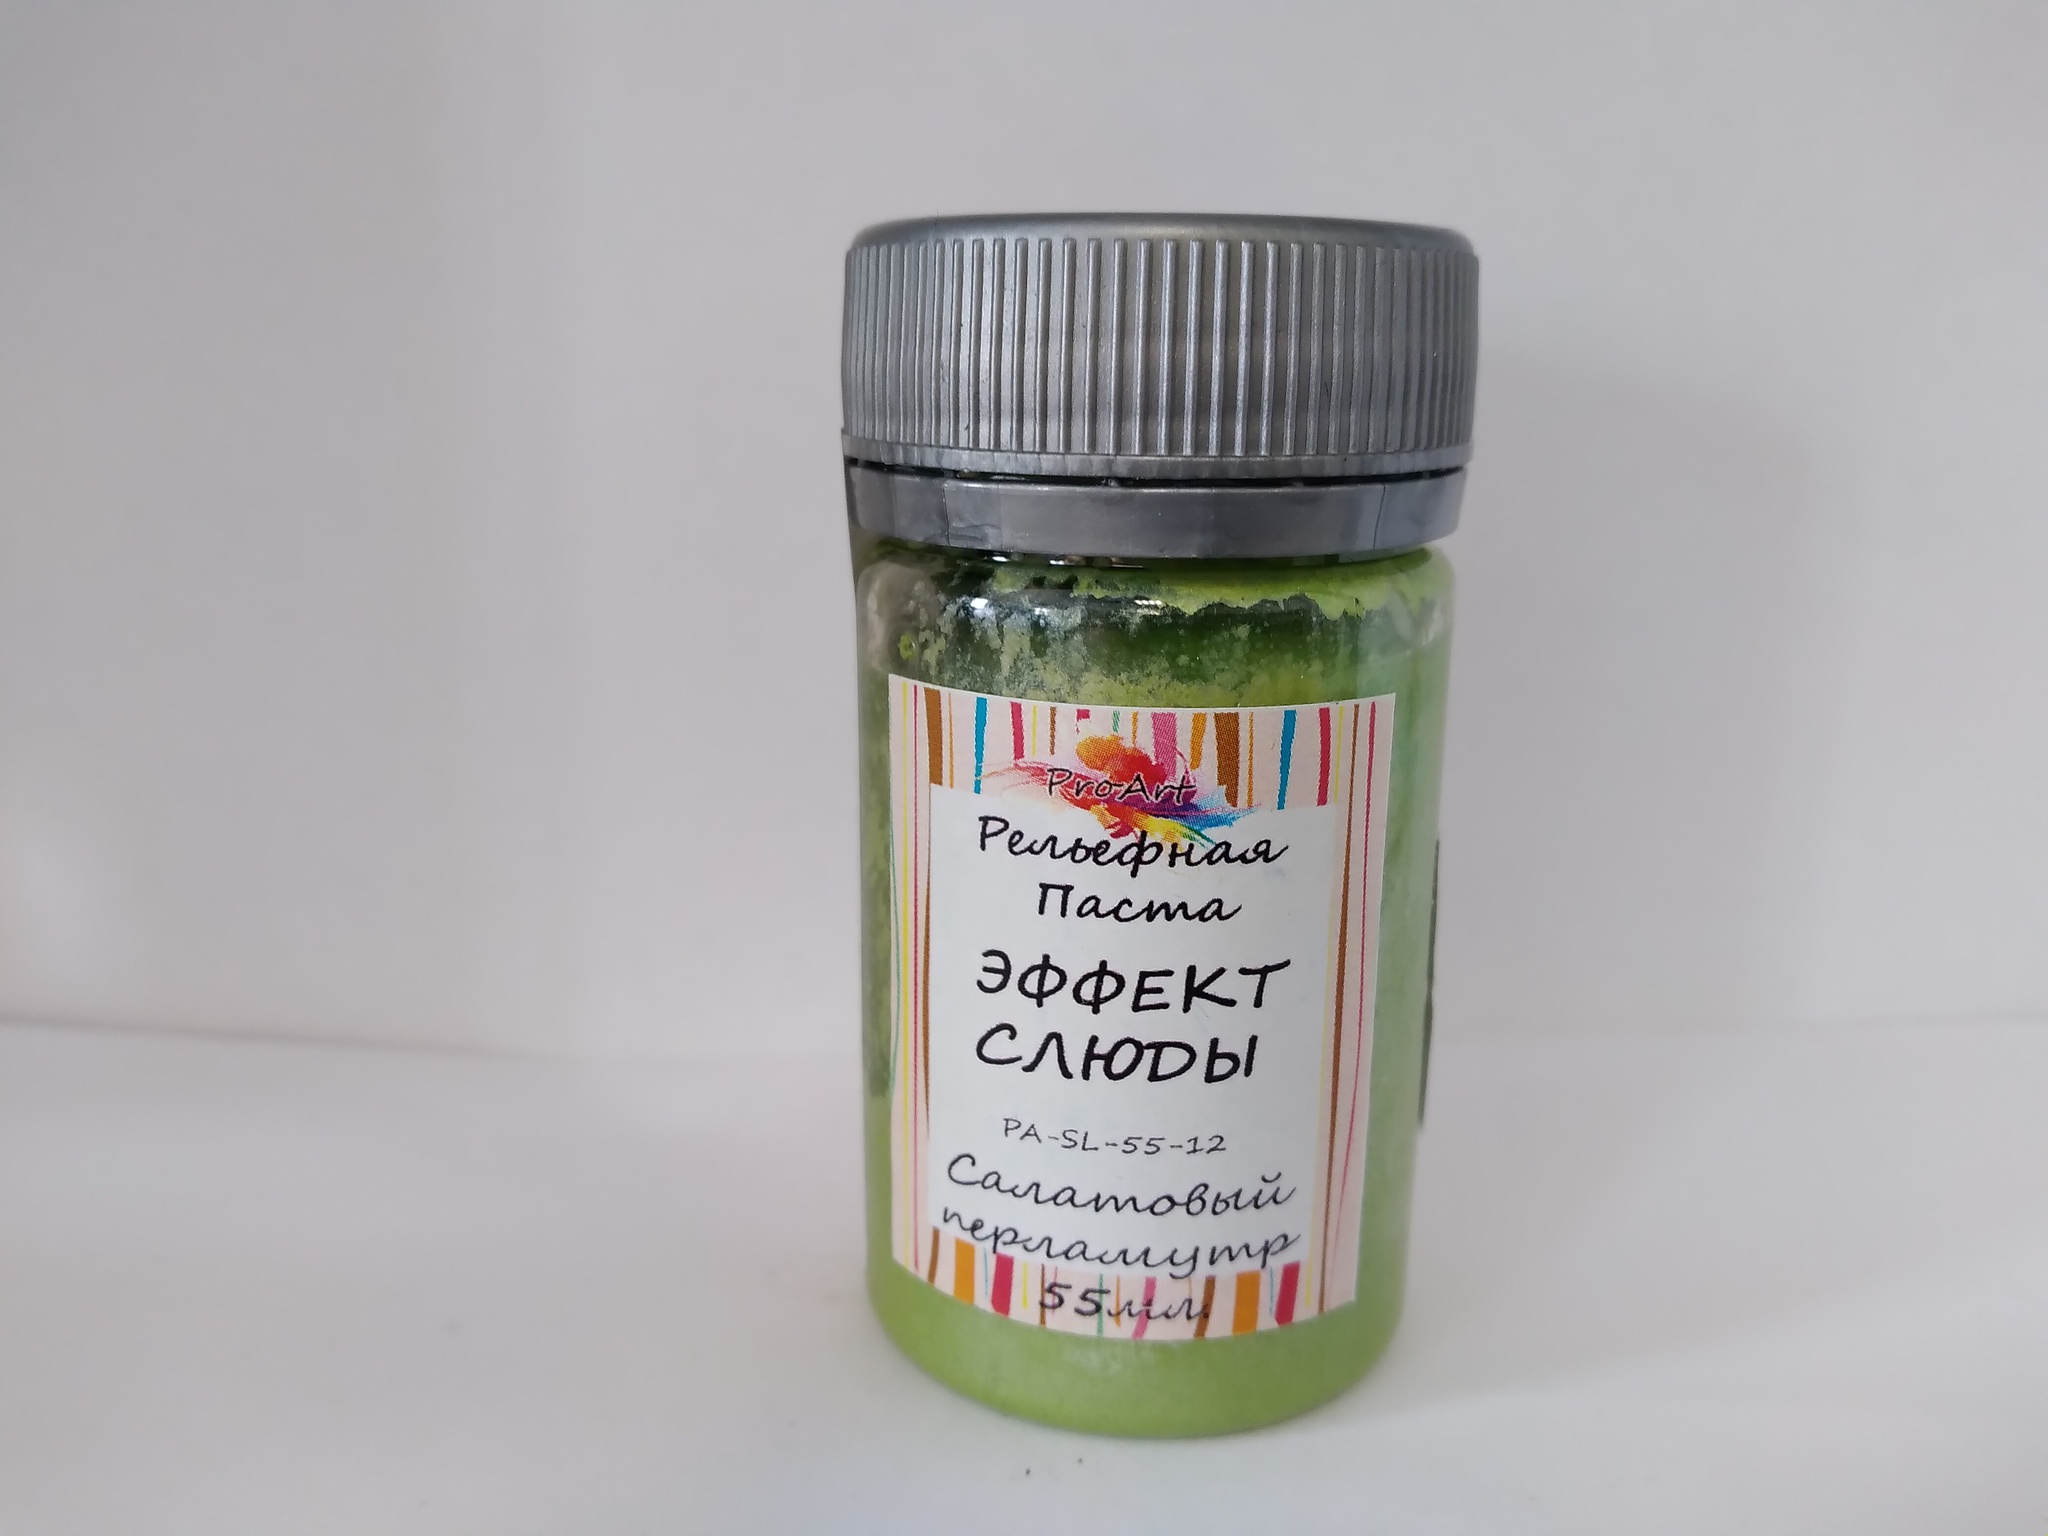 ProArt
Рельефная
Паста
ЭФФЕКТ
СЛЮДЫ
PA-SL-55-12
Салатовый
перламутр
55мл.